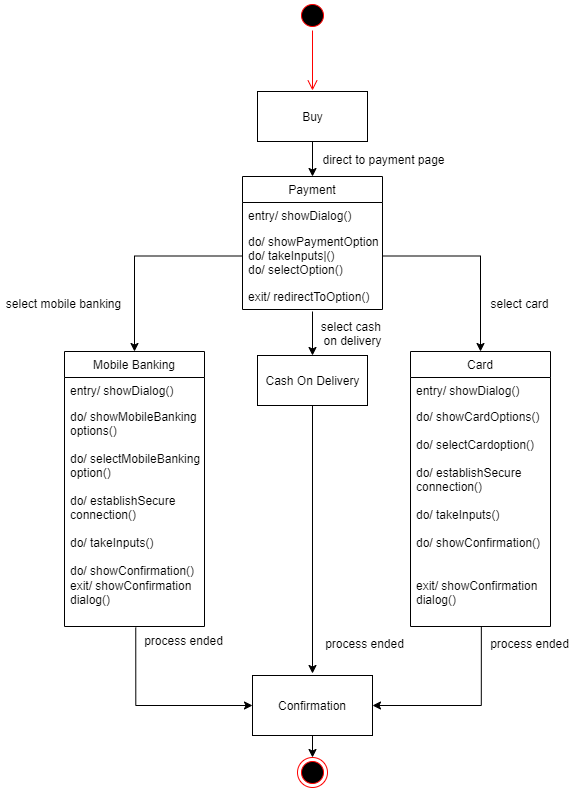 Buy
direct to payment page
Payment
entry/ showDialog()
do/ showPaymentOption
do/ takeInputs|()
do/ selectOption()
exit/ redirectToOption()
select mobile banking
select cash
on delivery
select card
Mobile Banking
entry/ showDialog()
do/ showMobileBanking
options()
do/ selectMobileBanking
option()
do/ establishSecure
connection()
do/ takeInputs()
do/ showConfirmation()
exit/ showConfirmation
dialog()
Cash On Delivery
Card
entry/ showDialog()
do/ showCardOptions()
do/ selectCardoption()
do/ establishSecure
connection()
do/ takeInputs()
do/ showConfirmation()
exit/ showConfirmation
dialog()
process ended
process ended
process ended
Confirmation